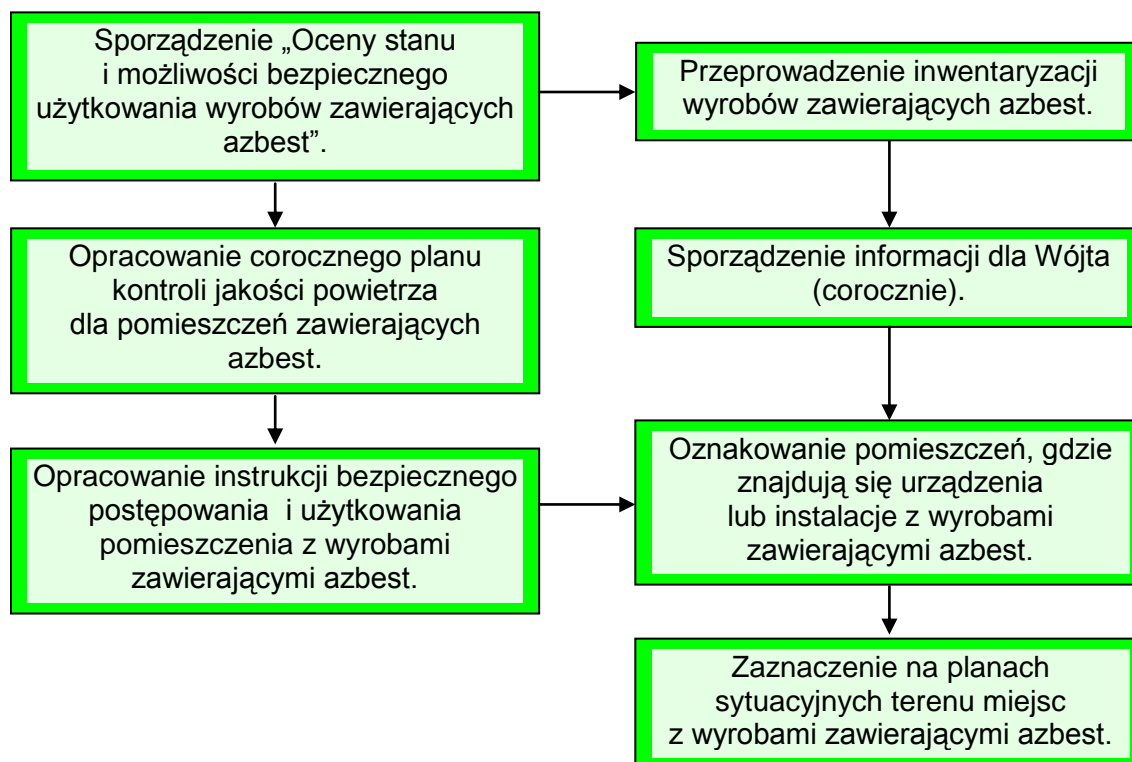 Sporządzenie „Oceny stanu
i możliwości bezpiecznego
użytkowania wyrobów zawierających
azbest”.
Przeprowadzenie inwentaryzacji
wyrobów zawierających azbest.
Opracowanie corocznego planu
kontroli jakości powietrza
dla pomieszczeń zawierających
azbest.
Sporządzenie informacji dla Wójta
(corocznie).
Opracowanie instrukcji bezpiecznego
postępowania i użytkowania
pomieszczenia z wyrobami
zawierającymi azbest.
Oznakowanie pomieszczeń, gdzie
znajdują się urządzenia
lub instalacje z wyrobami
zawierającymi azbest.
Zaznaczenie na planach
sytuacyjnych terenu miejsc
z wyrobami zawierającymi azbest.